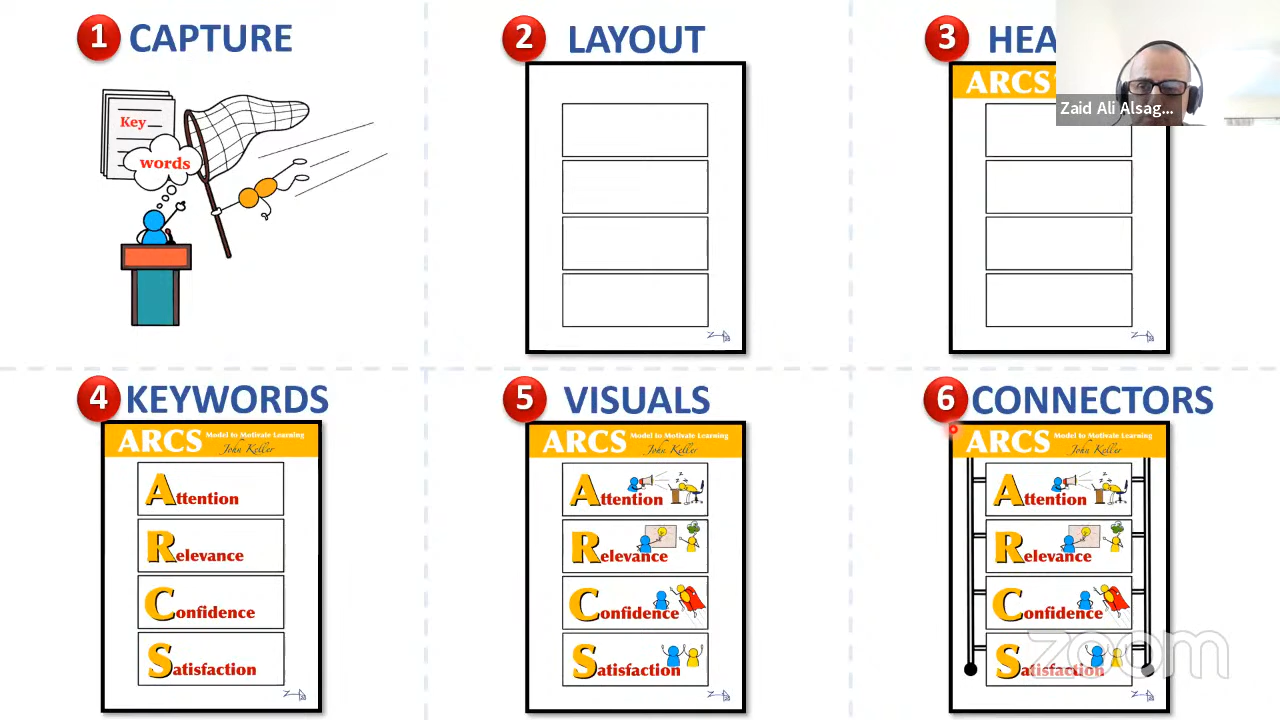 1 CAPTURE
Key
words
2 LAYOUT
3 HEA
ARCS
Zaid Ali Alsag...
4 KEYWORDS
ARCS Model to Motivate Learning
John Keller
Attention
Relevance
Confidence
Satisfaction
5 VISUALS
ARCS Model to Motivate Learning
John Keller
Attention
Relevance
Confidence
Satisfaction
6 CONNECTORS
ARCS Model to Motivate Learning
John Keller
Attention
Relevance
Confidence
Satisfaction
zoom